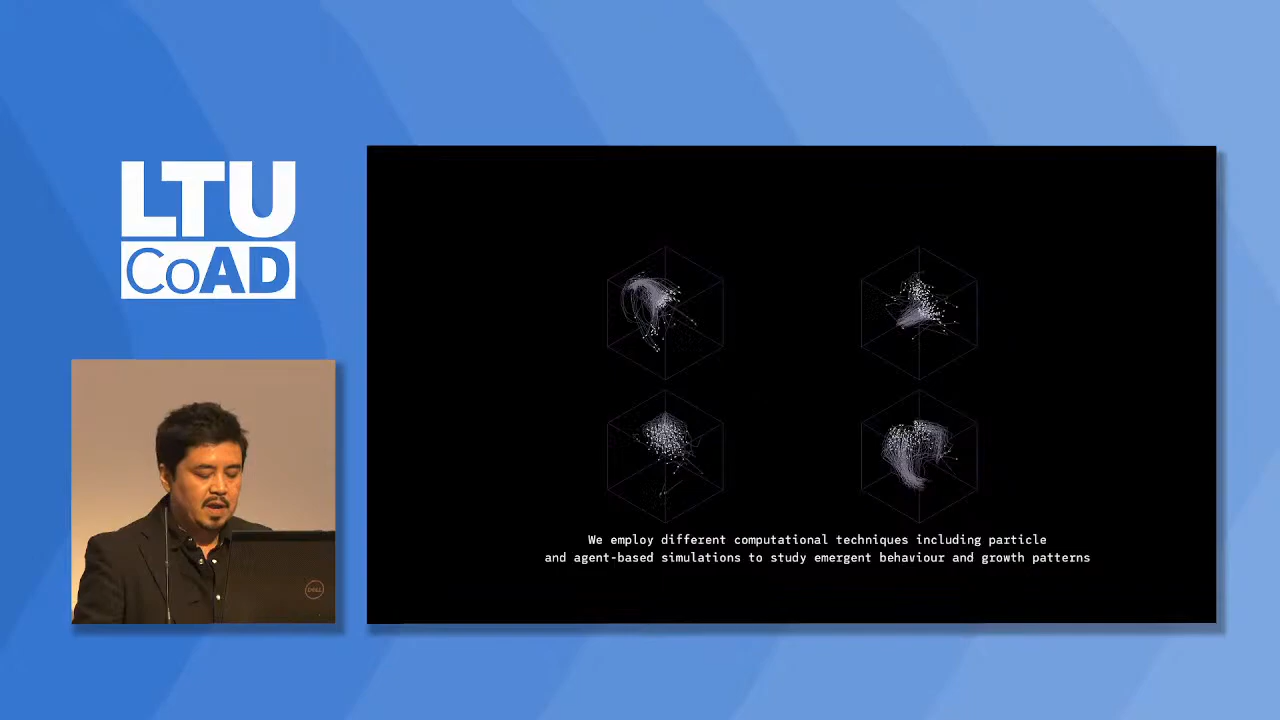 LTU
CoAD
DELL
We employ different computational techniques including particle
and agent-based simulations to study emergent behaviour and growth patterns